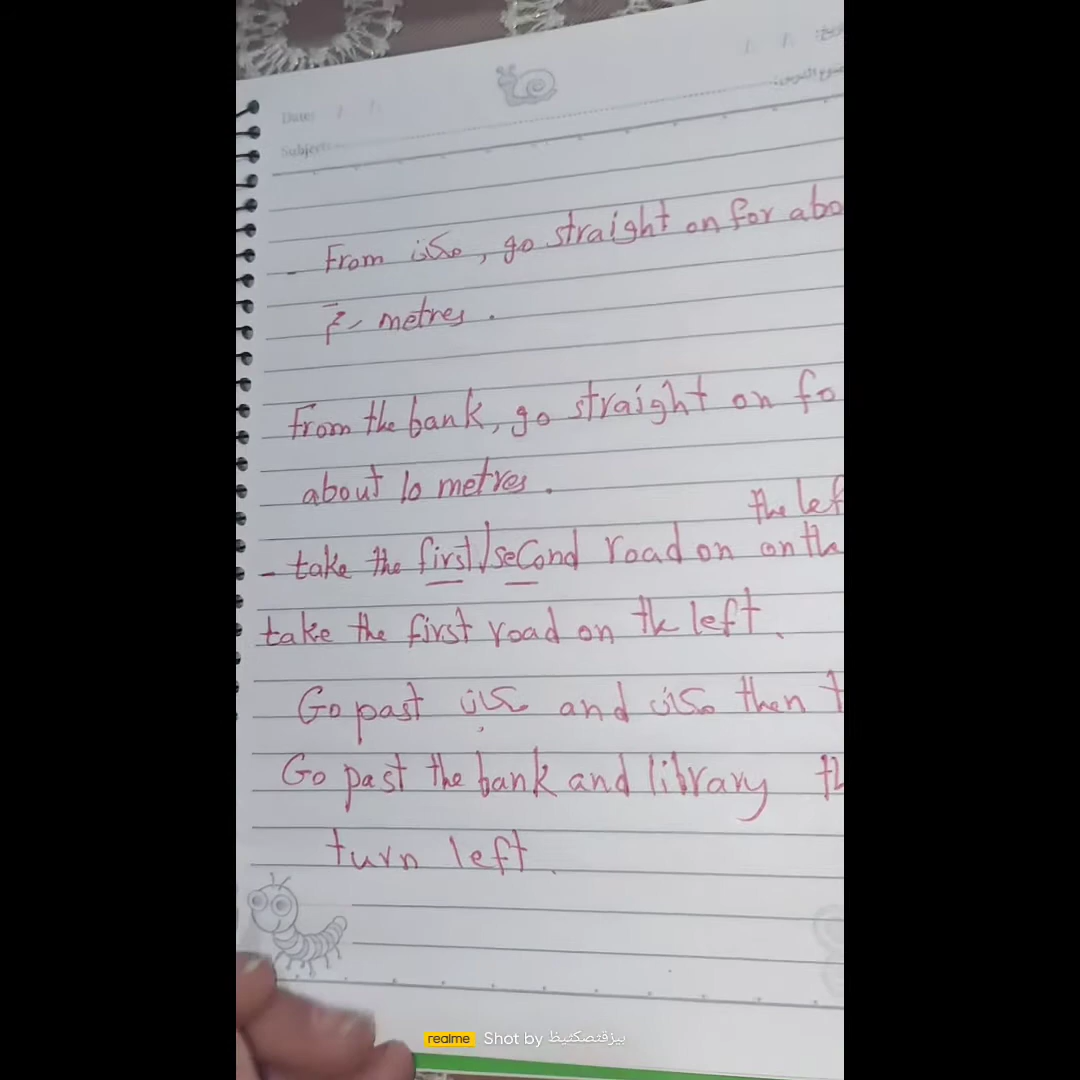 Date: / /
Subject:
From مكان, go straight on for abo
metres.
From the bank, go straight on fo
about 10 metres.
the lef
- take the first/second road on on the
take the first road on the left.
Go past مكان and مكان then t
Go past the bank and library th
turn left.
realme Shot by بيزقثصكثيظ